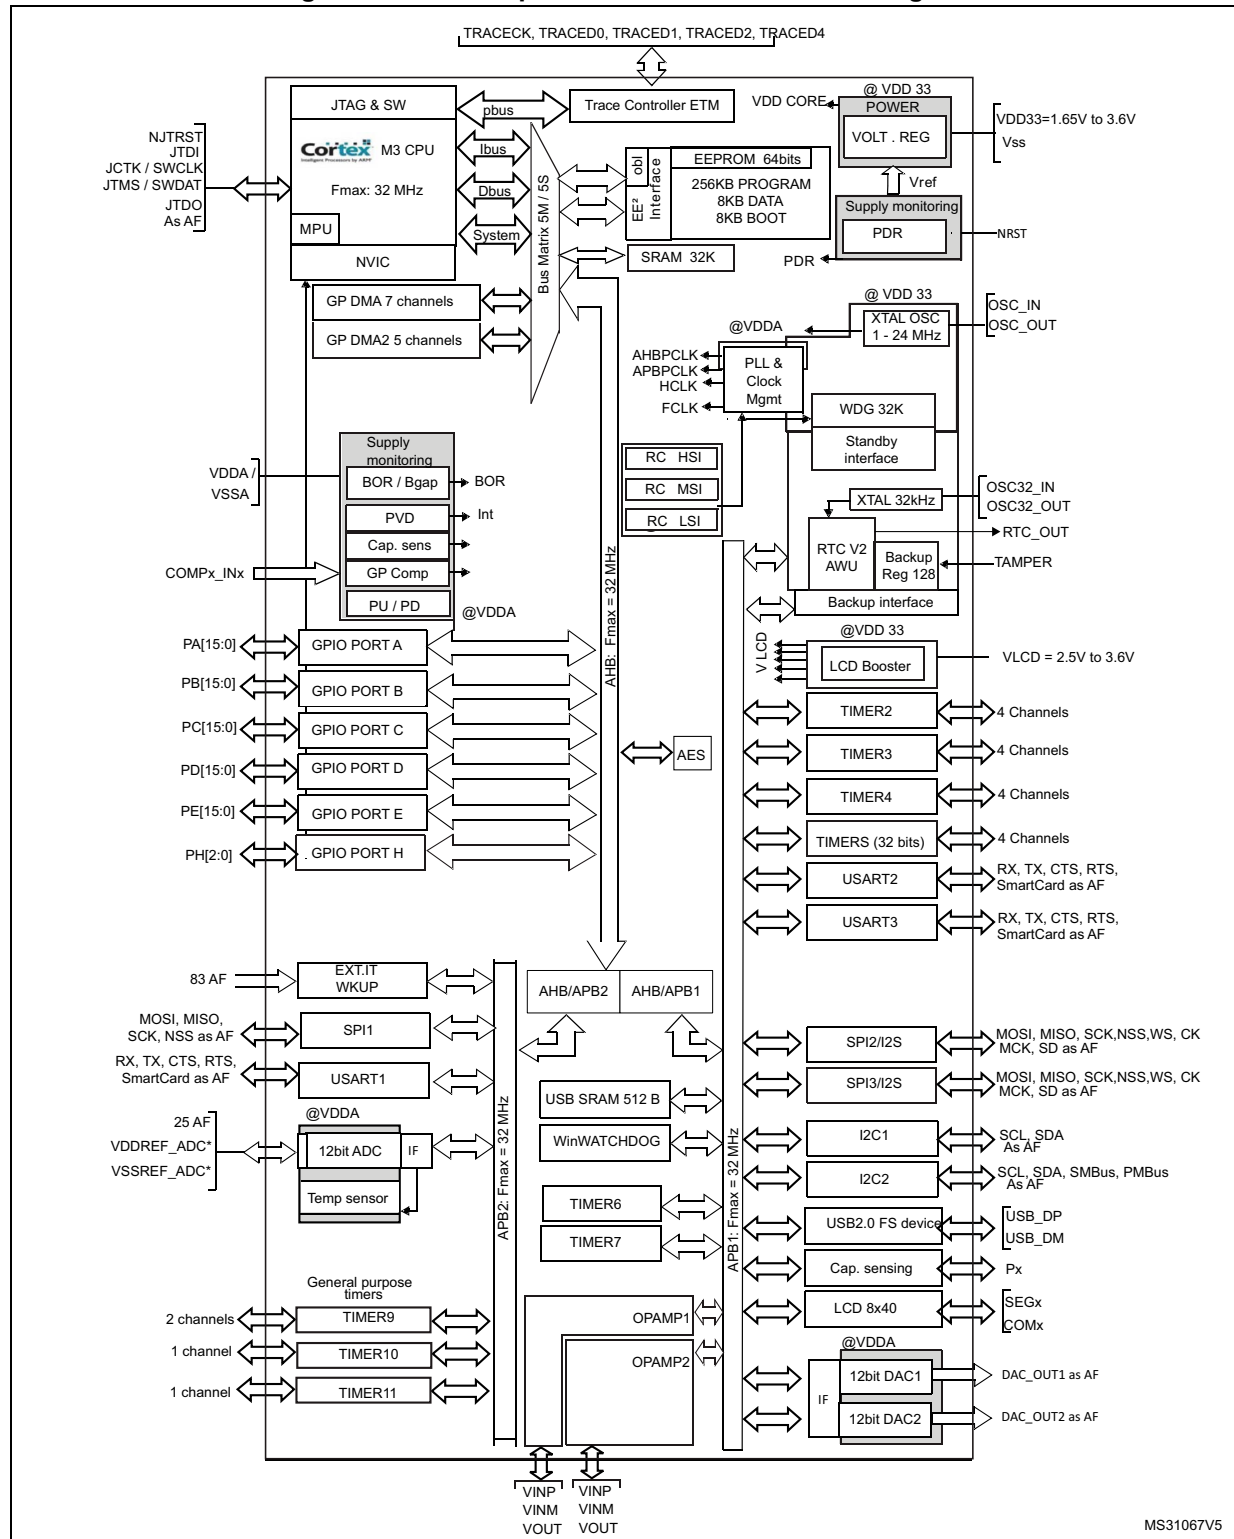 TRACECK, TRACED0, TRACED1, TRACED2, TRACED4
JTAG & SW
pbus
Trace Controller ETM
VDD CORE
@ VDD 33
POWER
VOLT . REG
VDD33=1.65V to 3.6V
Vss
NJTRST
JTDI
JCTK / SWCLK
JTMS / SWDAT
JTDO
As AF
Cortex
Intelligent Processors by ARM
M3 CPU
Fmax: 32 MHz
MPU
NVIC
Ibus
Dbus
System
Bus Matrix 5M / 5S
obl
EE²
Interface
EEPROM 64bits
256KB PROGRAM
8KB DATA
8KB BOOT
SRAM 32K
Vref
Supply monitoring
PDR
NRST
PDR
GP DMA 7 channels
GP DMA2 5 channels
@ VDD 33
XTAL OSC
1 - 24 MHz
OSC_IN
OSC_OUT
@VDDA
AHBPCLK
APBPCLK
HCLK
FCLK
PLL &
Clock
Mgmt
WDG 32K
Standby
interface
RC HSI
RC MSI
RC LSI
XTAL 32kHz
OSC32_IN
OSC32_OUT
RTC V2
AWU
RTC_OUT
Backup
Reg 128
TAMPER
Backup interface
VDDA /
VSSA
Supply
monitoring
BOR / Bgap
BOR
PVD
Int
Cap. sens
COMPx_INx
GP Comp
PU / PD
@VDDA
AHB: Fmax = 32 MHz
PA[15:0]
GPIO PORT A
PB[15:0]
GPIO PORT B
PC[15:0]
GPIO PORT C
PD[15:0]
GPIO PORT D
PE[15:0]
GPIO PORT E
PH[2:0]
GPIO PORT H
AES
@VDD 33
V LCD
LCD Booster
VLCD = 2.5V to 3.6V
TIMER2
4 Channels
TIMER3
4 Channels
TIMER4
4 Channels
TIMERS (32 bits)
4 Channels
USART2
RX, TX, CTS, RTS,
SmartCard as AF
USART3
RX, TX, CTS, RTS,
SmartCard as AF
83 AF
EXT.IT
WKUP
AHB/APB2
AHB/APB1
MOSI, MISO,
SCK, NSS as AF
SPI1
RX, TX, CTS, RTS,
SmartCard as AF
USART1
APB2: Fmax = 32 MHz
25 AF
VDDREF_ADC*
VSSREF_ADC*
@VDDA
12bit ADC
IF
Temp sensor
USB SRAM 512 B
WinWATCHDOG
TIMER6
TIMER7
APB1: Fmax = 32 MHz
SPI2/I2S
MOSI, MISO, SCK,NSS,WS, CK
MCK, SD as AF
SPI3/I2S
MOSI, MISO, SCK,NSS,WS, CK
MCK, SD as AF
I2C1
SCL, SDA
As AF
I2C2
SCL, SDA, SMBus, PMBus
As AF
USB2.0 FS device
USB_DP
USB_DM
Cap. sensing
Px
LCD 8x40
SEGx
COMx
General purpose
timers
2 channels
TIMER9
1 channel
TIMER10
1 channel
TIMER11
OPAMP1
OPAMP2
VINP
VINM
VOUT
VINP
VINM
VOUT
@VDDA
IF
12bit DAC1
DAC_OUT1 as AF
12bit DAC2
DAC_OUT2 as AF
MS31067V5